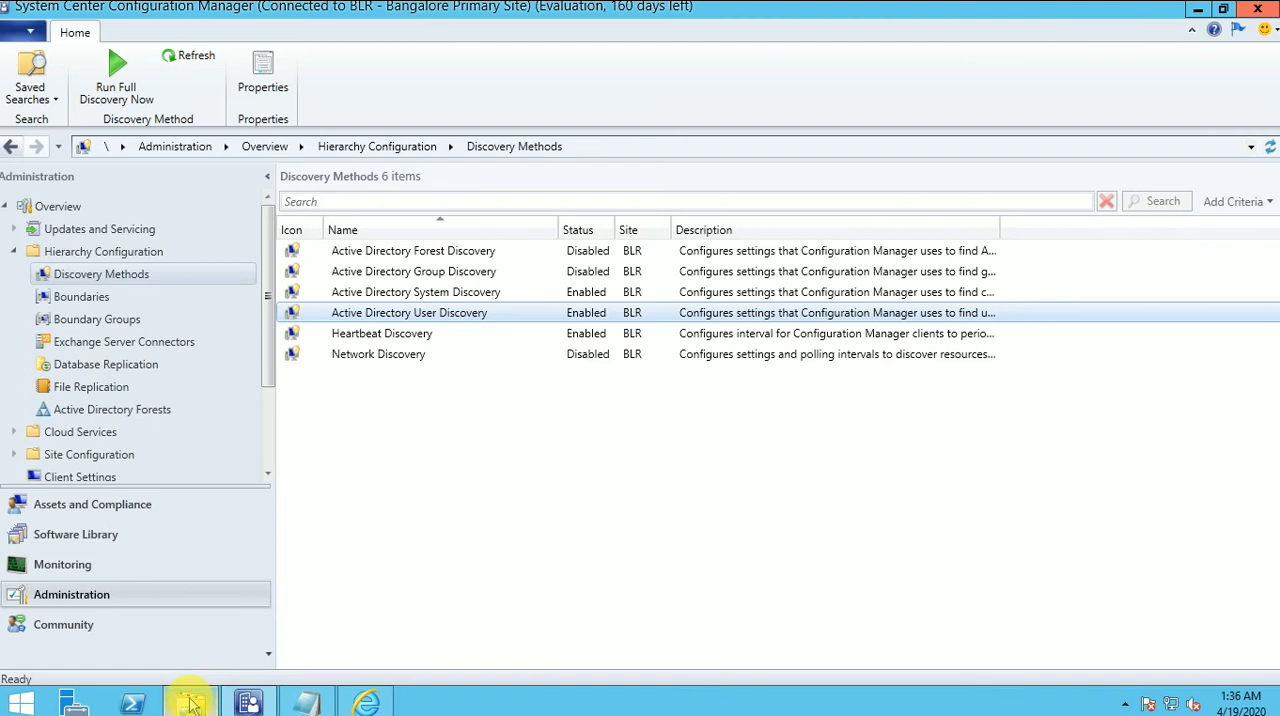 System Center Configuration Manager (Connected to BLR - Bangalore Primary Site) (Evaluation, 160 days left)
Home
Saved Searches
Run Full Discovery Now
Refresh
Properties
Search
Discovery Method
Properties
\ Administration Overview Hierarchy Configuration Discovery Methods
Administration
Overview
Updates and Servicing
Hierarchy Configuration
Discovery Methods
Boundaries
Boundary Groups
Exchange Server Connectors
Database Replication
File Replication
Active Directory Forests
Cloud Services
Site Configuration
Client Settings
Assets and Compliance
Software Library
Monitoring
Administration
Community
Discovery Methods 6 items
Search
Search
Add Criteria
Icon Name Status Site Description
Active Directory Forest Discovery Disabled BLR Configures settings that Configuration Manager uses to find A...
Active Directory Group Discovery Disabled BLR Configures settings that Configuration Manager uses to find g...
Active Directory System Discovery Enabled BLR Configures settings that Configuration Manager uses to find c...
Active Directory User Discovery Enabled BLR Configures settings that Configuration Manager uses to find u...
Heartbeat Discovery Enabled BLR Configures interval for Configuration Manager clients to perio...
Network Discovery Disabled BLR Configures settings and polling intervals to discover resources...
Ready
1:36 AM
4/19/2020